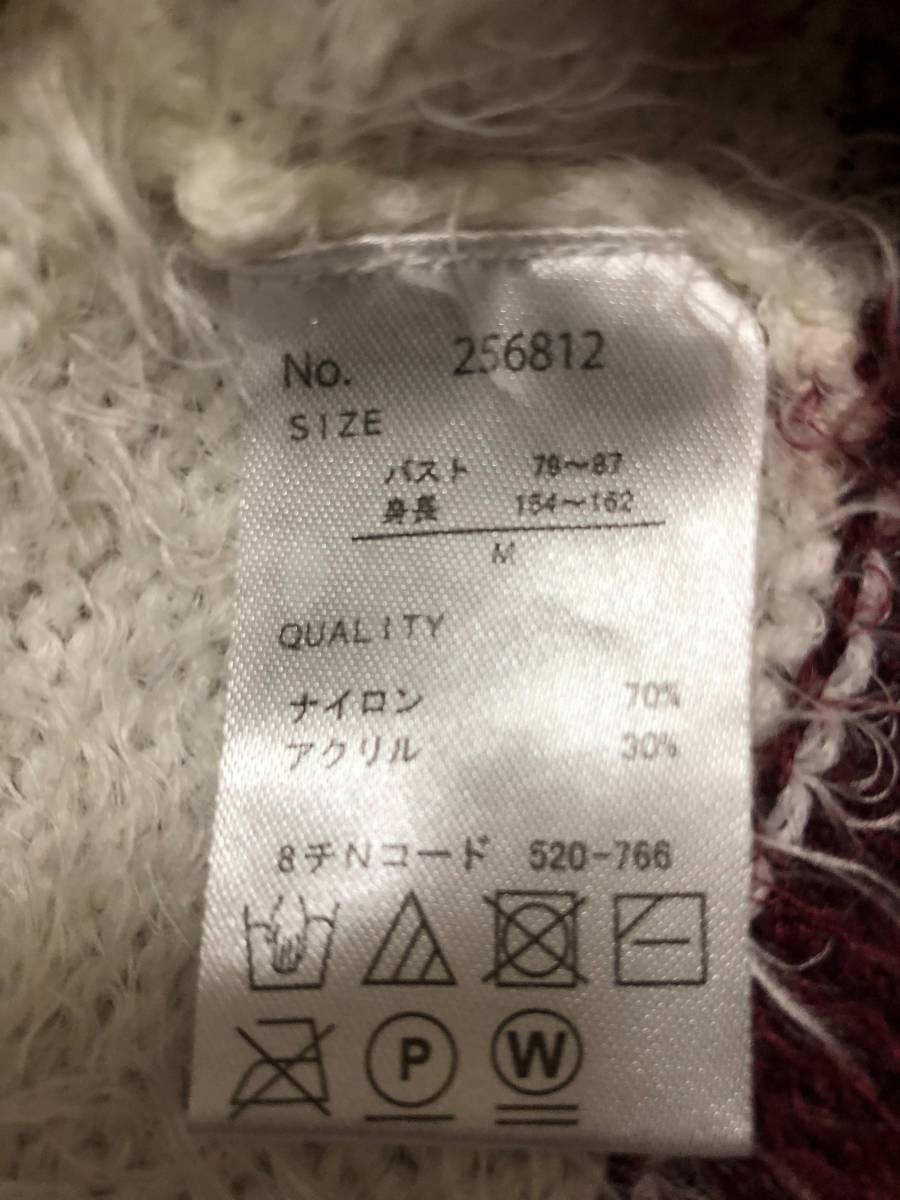 No. 256812
SIZE
バスト 79〜87
身長 154〜162
M
QUALITY
ナイロン 70%
アクリル 30%
8チNコード 520-766
P W